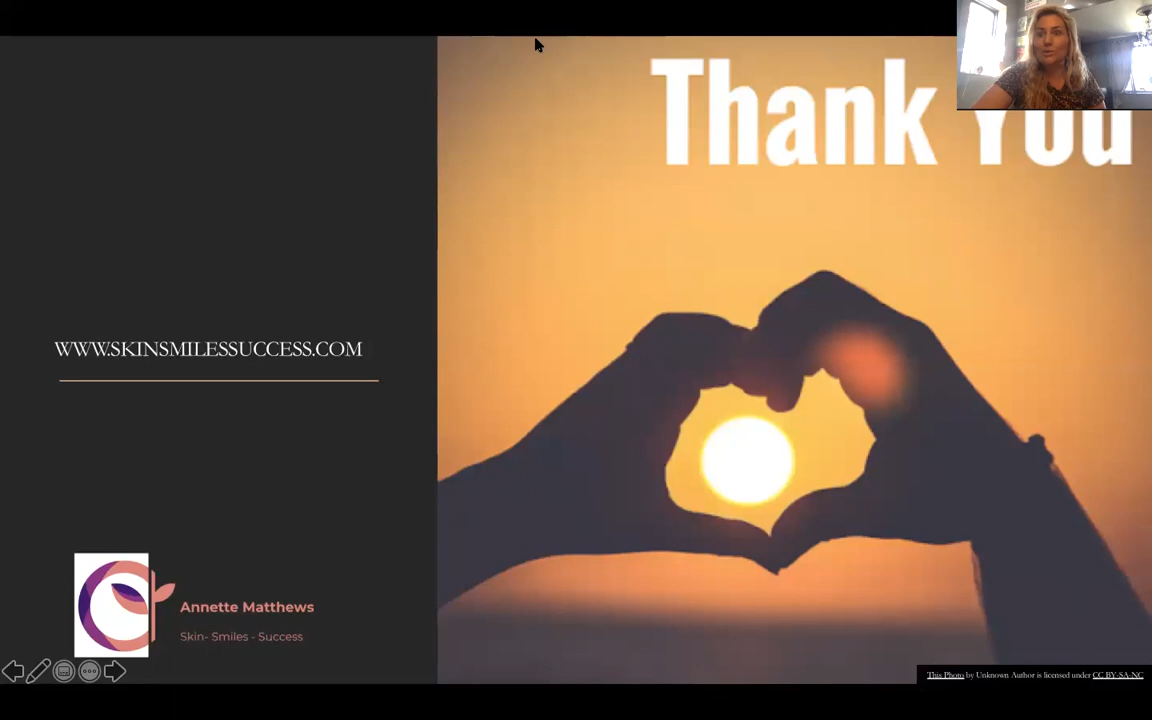 Thank You
WWW.SKINSMILESSUCCESS.COM
Annette Matthews
Skin- Smiles - Success
This Photo by Unknown Author is licensed under CC BY-SA-NC